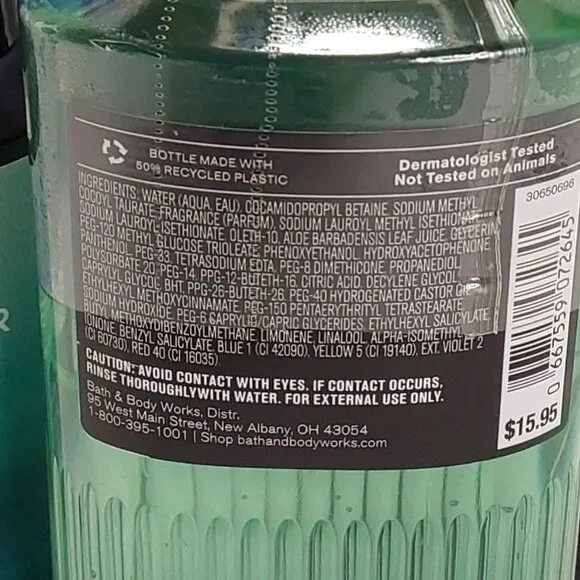 BOTTLE MADE WITH
50% RECYCLED PLASTIC
Dermatologist Tested
Not Tested on Animals
30650696
INGREDIENTS: WATER (AQUA, EAU), COCAMIDOPROPYL BETAINE, SODIUM METHYL
COCOYL TAURATE, FRAGRANCE (PARFUM), SODIUM LAUROYL METHYL ISETHIONATE,
SODIUM LAUROYL ISETHIONATE, OLETH-10, ALOE BARBADENSIS LEAF JUICE, GLYCERIN,
PEG-120 METHYL GLUCOSE TRIOLEATE, PHENOXYETHANOL, HYDROXYACETOPHENONE,
PANTHENOL, PEG-33, TETRASODIUM EDTA, PEG-8 DIMETHICONE, PROPANEDIOL,
POLYSORBATE 20, PEG-14, PPG-12-BUTETH-16, CITRIC ACID, DECYLENE GLYCOL,
CAPRYLYL GLYCOL, BHT, PPG-26-BUTETH-26, PEG-40 HYDROGENATED CASTOR OIL,
ETHYLHEXYL METHOXYCINNAMATE, PEG-150 PENTAERYTHRITYL TETRASTEARATE,
SODIUM HYDROXIDE, PEG-6 CAPRYLIC/CAPRIC GLYCERIDES, ETHYLHEXYL SALICYLATE,
BUTYL METHOXYDIBENZOYLMETHANE, LIMONENE, LINALOOL, ALPHA-ISOMETHYL
IONONE, BENZYL SALICYLATE, BLUE 1 (CI 42090), YELLOW 5 (CI 19140), EXT. VIOLET 2
(CI 60730), RED 40 (CI 16035).
CAUTION: AVOID CONTACT WITH EYES. IF CONTACT OCCURS,
RINSE THOROUGHLYWITH WATER. FOR EXTERNAL USE ONLY.
Bath & Body Works, Distr.
95 West Main Street, New Albany, OH 43054
1-800-395-1001 | Shop bathandbodyworks.com
0 667559 072645
$15.95
R